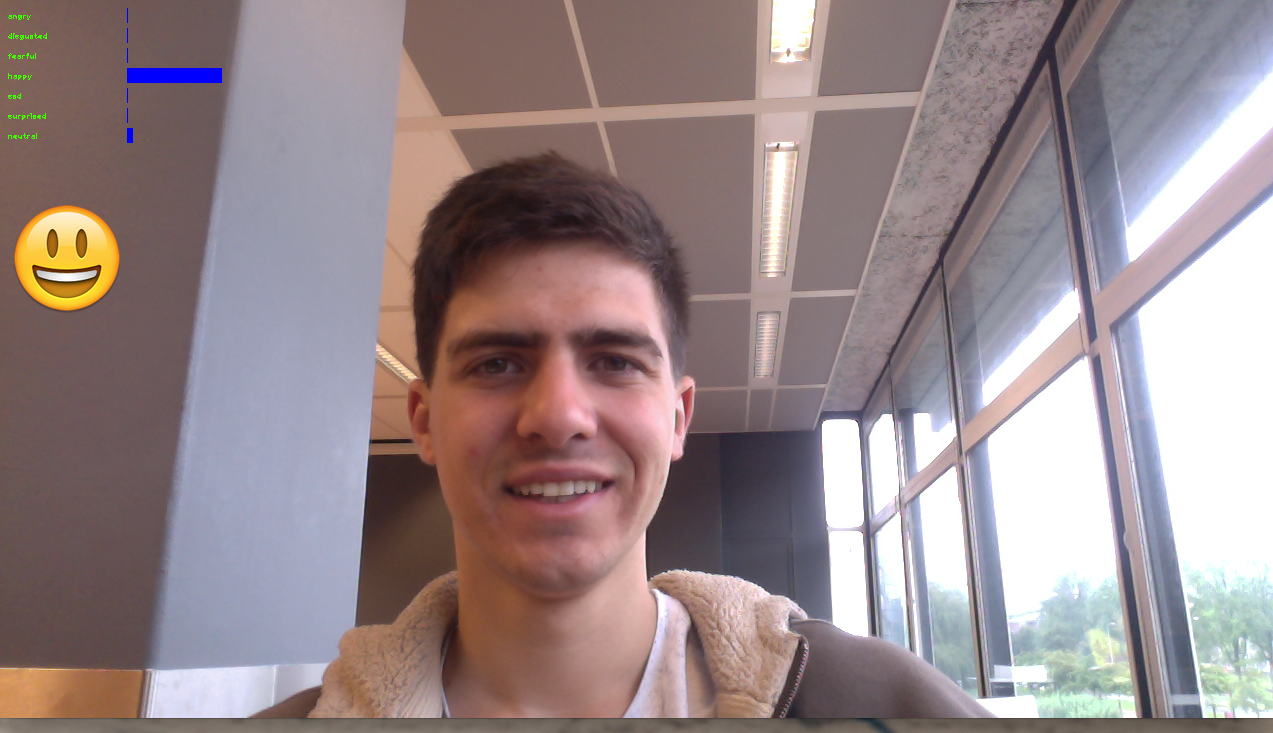 angry
disgusted
fearful
happy
sad
surprised
neutral